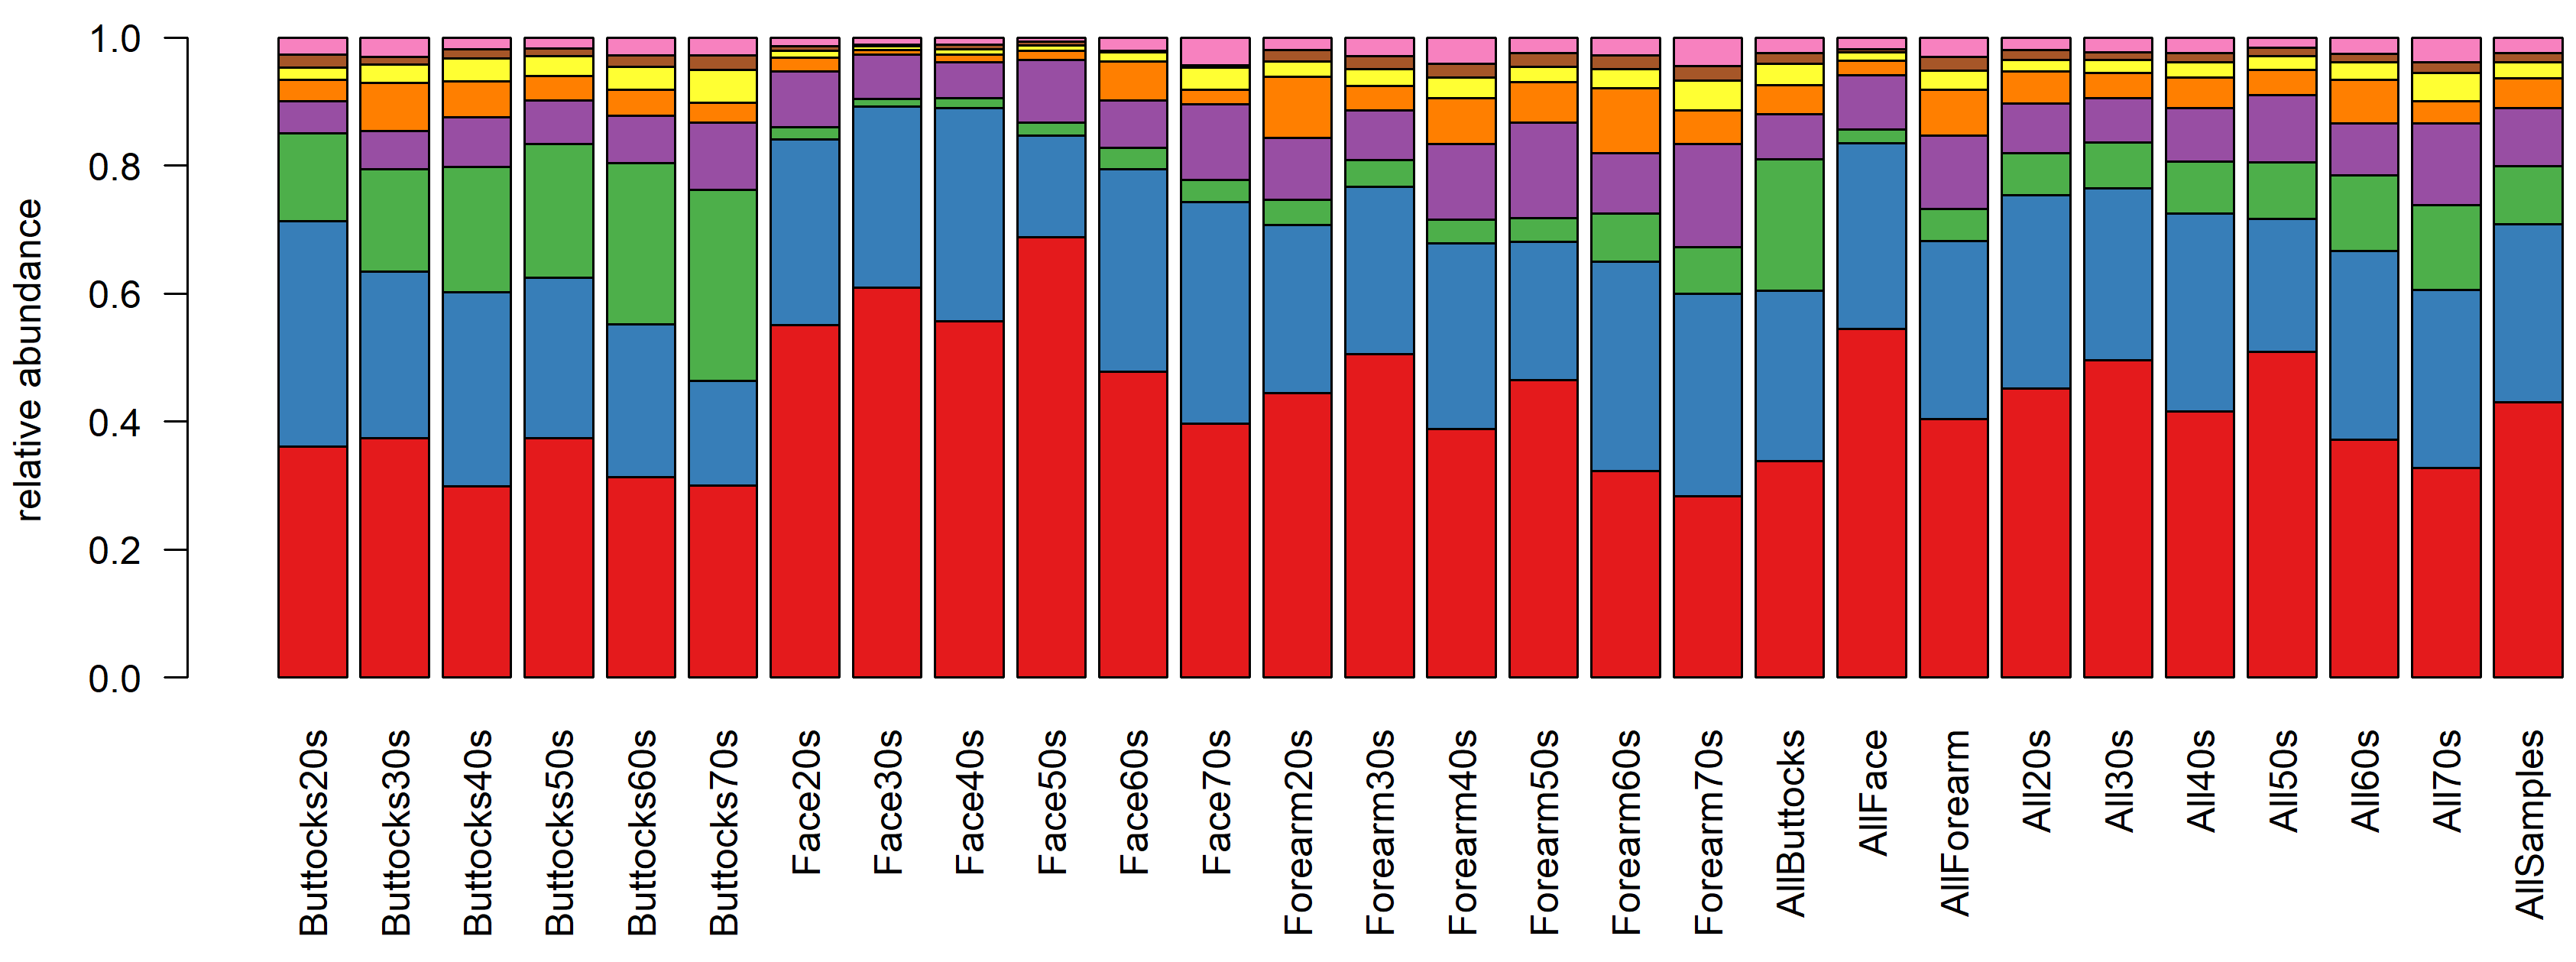 relative abundance
1.0
0.8
0.6
0.4
0.2
0.0
Buttocks20s
Buttocks30s
Buttocks40s
Buttocks50s
Buttocks60s
Buttocks70s
Face20s
Face30s
Face40s
Face50s
Face60s
Face70s
Forearm20s
Forearm30s
Forearm40s
Forearm50s
Forearm60s
Forearm70s
AllButtocks
AllFace
AllForearm
All20s
All30s
All40s
All50s
All60s
All70s
AllSamples